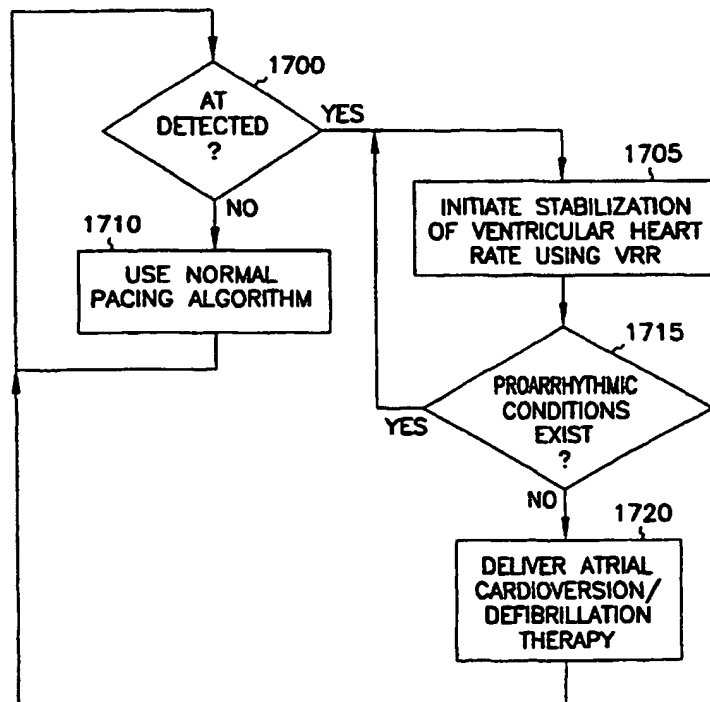 1700
AT
DETECTED
?
YES
NO
1710
USE NORMAL
PACING ALGORITHM
1705
INITIATE STABILIZATION
OF VENTRICULAR HEART
RATE USING VRR
1715
PROARRHYTHMIC
CONDITIONS
EXIST
?
YES
NO
1720
DELIVER ATRIAL
CARDIOVERSION/
DEFIBRILLATION
THERAPY